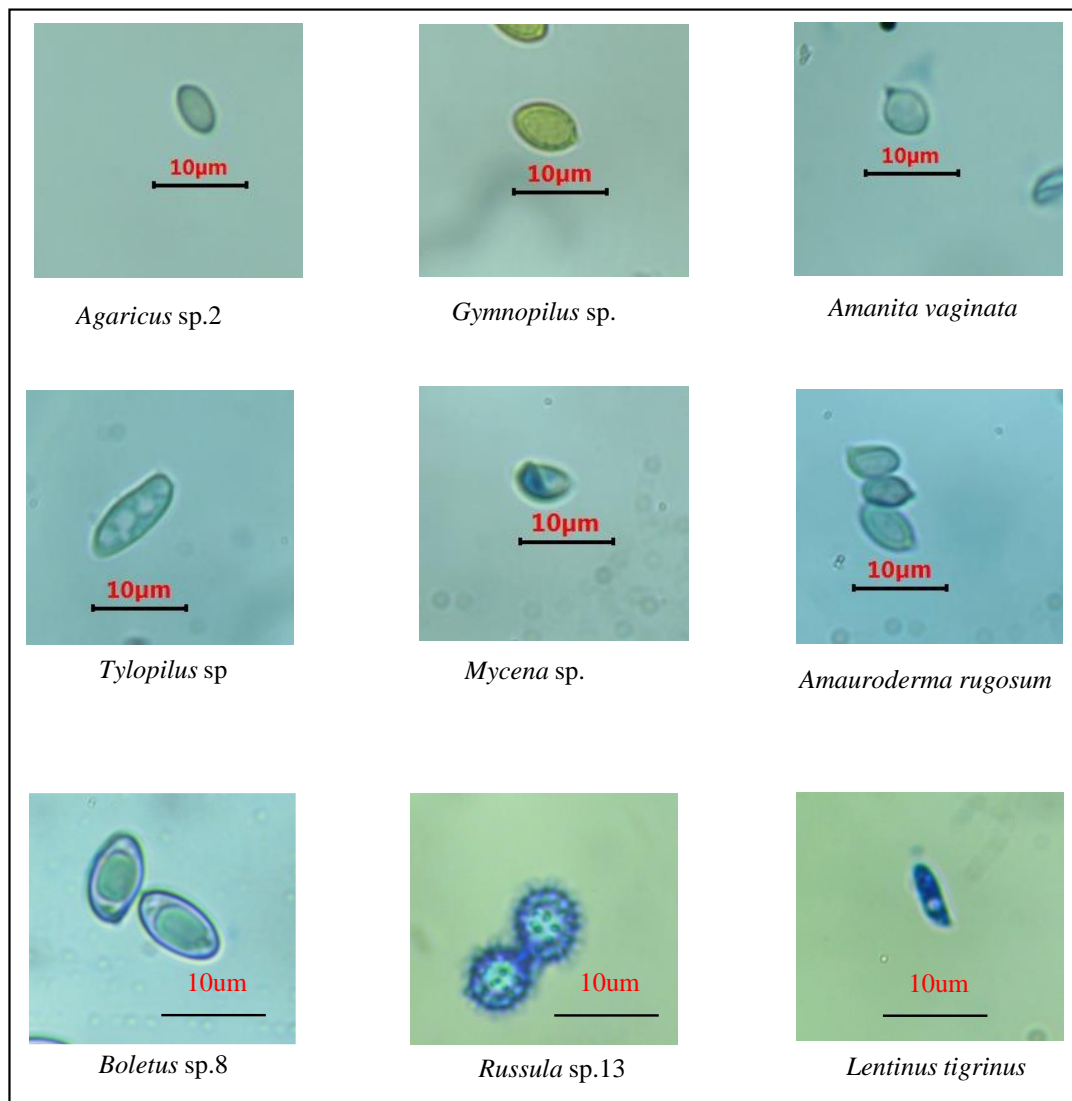 10µm
10µm
10µm
Agaricus sp.2
Gymnopilus sp.
Amanita vaginata
10µm
10µm
10µm
Tylopilus sp
Mycena sp.
Amauroderma rugosum
10um
10um
10um
Boletus sp.8
Russula sp.13
Lentinus tigrinus